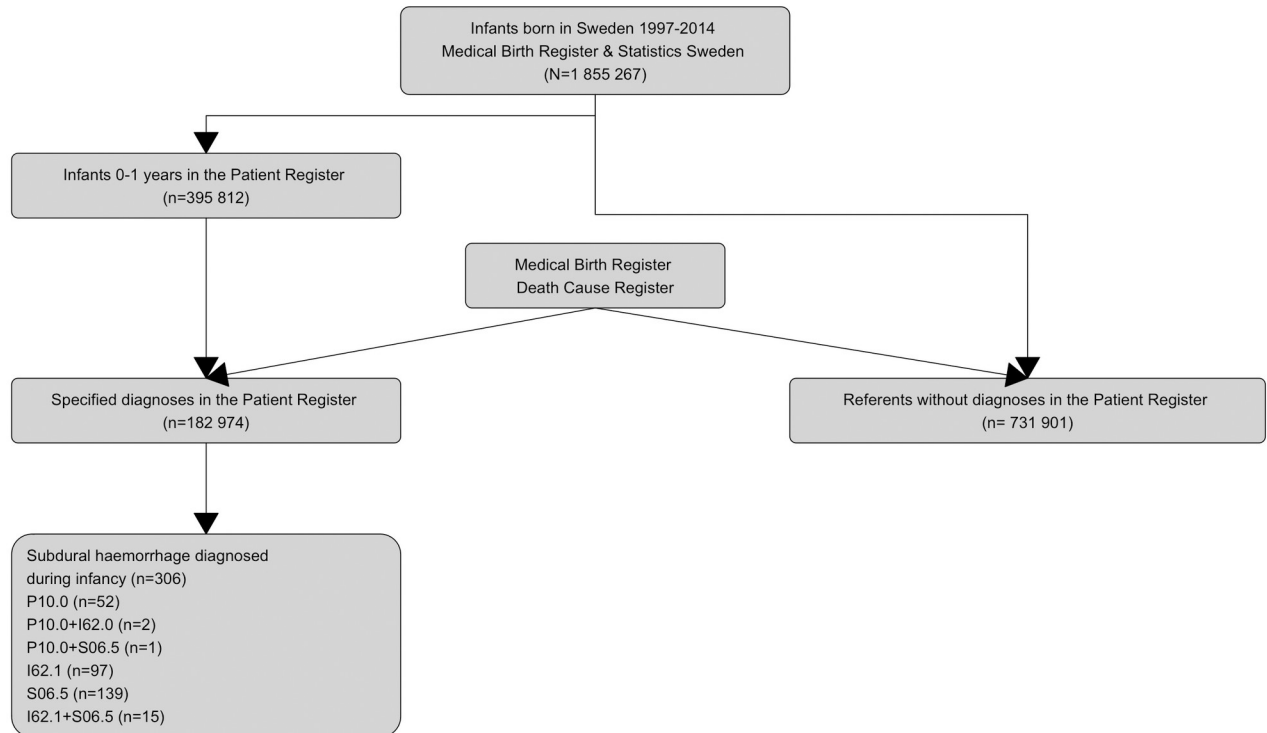 Infants born in Sweden 1997-2014
Medical Birth Register & Statistics Sweden
(N=1 855 267)
Infants 0-1 years in the Patient Register
(n=395 812)
Medical Birth Register
Death Cause Register
Specified diagnoses in the Patient Register
(n=182 974)
Referents without diagnoses in the Patient Register
(n= 731 901)
Subdural haemorrhage diagnosed
during infancy (n=306)
P10.0 (n=52)
P10.0+I62.0 (n=2)
P10.0+S06.5 (n=1)
I62.1 (n=97)
S06.5 (n=139)
I62.1+S06.5 (n=15)